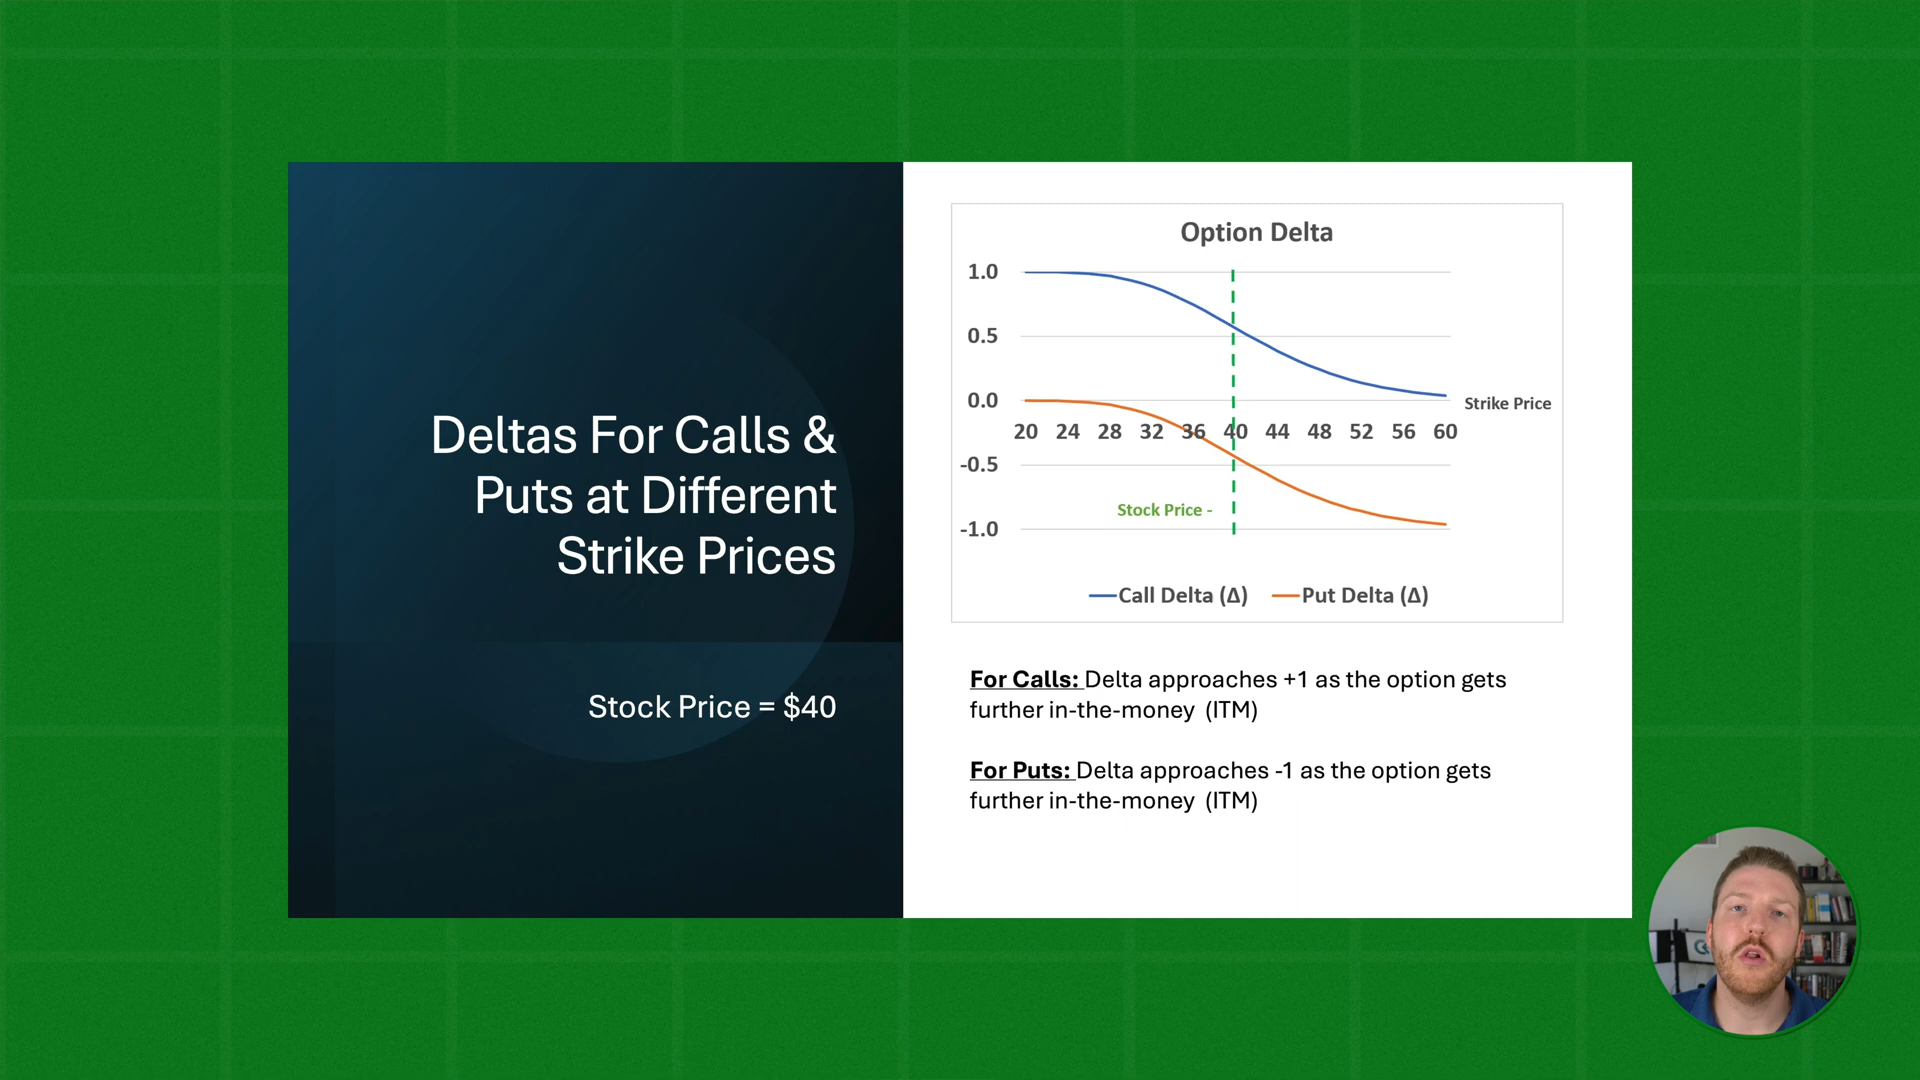 Deltas For Calls &
Puts at Different
Strike Prices
Stock Price = $40
Option Delta
1.0
0.5
0.0
-0.5
-1.0
20 24 28 32 36 40 44 48 52 56 60
Strike Price
Stock Price -
Call Delta (Δ) Put Delta (Δ)
For Calls: Delta approaches +1 as the option gets
further in-the-money (ITM)
For Puts: Delta approaches -1 as the option gets
further in-the-money (ITM)